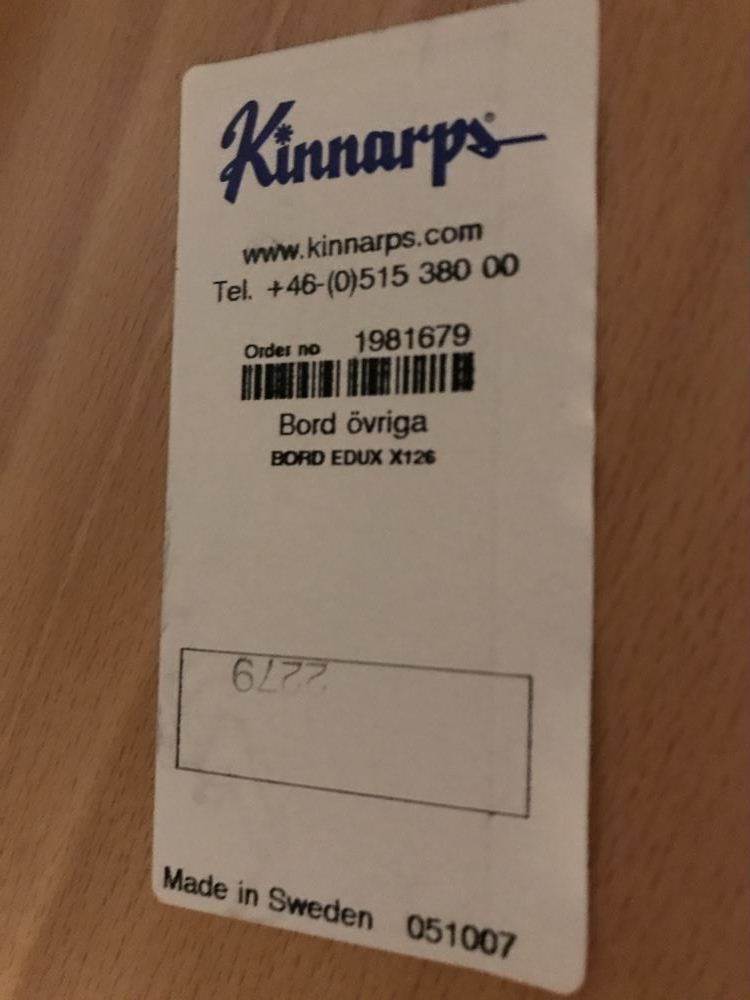 Kinnarps®
www.kinnarps.com
Tel. +46-(0)515 380 00
Order no 1981679
Bord övriga
BORD EDUX X126
2279
Made in Sweden 051007